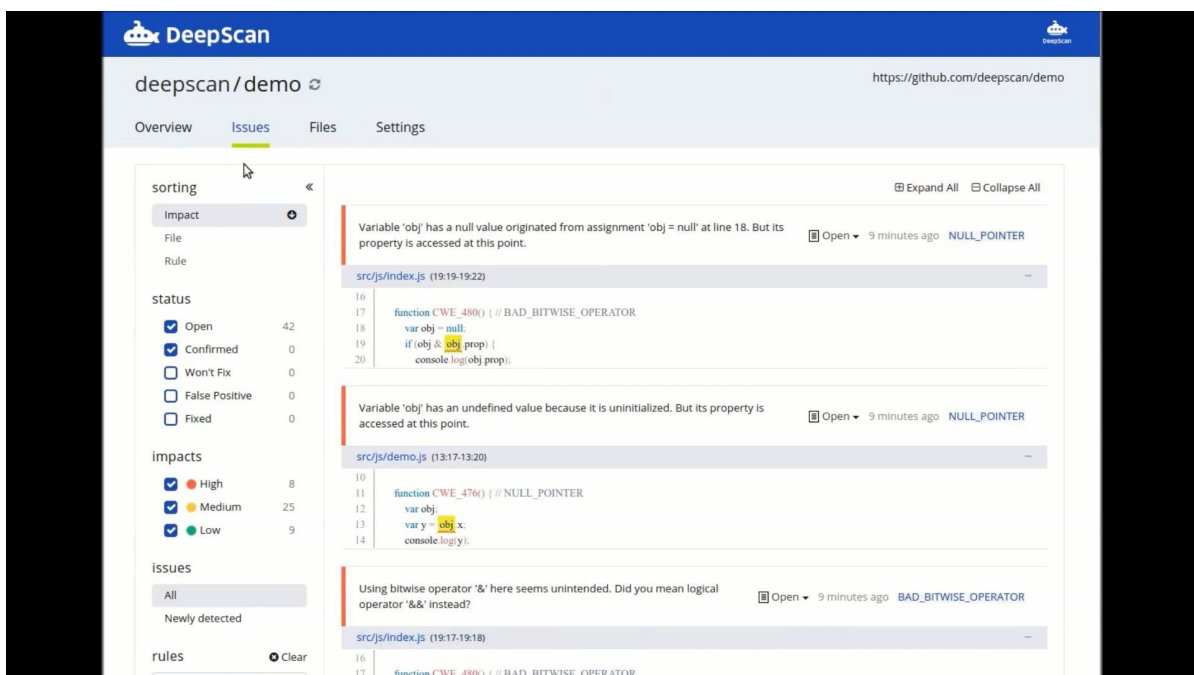 DeepScan
DeepScan
deepscan/demo
https://github.com/deepscan/demo
Overview Issues Files Settings
sorting
Impact
File
Rule
status
Open 42
Confirmed 0
Won't Fix 0
False Positive 0
Fixed 0
impacts
High 8
Medium 25
Low 9
issues
All
Newly detected
rules Clear
Expand All Collapse All
Variable 'obj' has a null value originated from assignment 'obj = null' at line 18. But its
property is accessed at this point.
Open 9 minutes ago NULL_POINTER
src/js/index.js (19:19-19:22)
16
17 function CWE_480() { // BAD_BITWISE_OPERATOR
18 var obj = null;
19 if (obj & obj.prop) {
20 console.log(obj.prop);
Variable 'obj' has an undefined value because it is uninitialized. But its property is
accessed at this point.
Open 9 minutes ago NULL_POINTER
src/js/demo.js (13:17-13:20)
10
11 function CWE_476() { // NULL_POINTER
12 var obj;
13 var y = obj.x;
14 console.log(y);
Using bitwise operator '&' here seems unintended. Did you mean logical
operator '&&' instead?
Open 9 minutes ago BAD_BITWISE_OPERATOR
src/js/index.js (19:17-19:18)
16
17 function CWE_480() { // BAD_BITWISE_OPERATOR